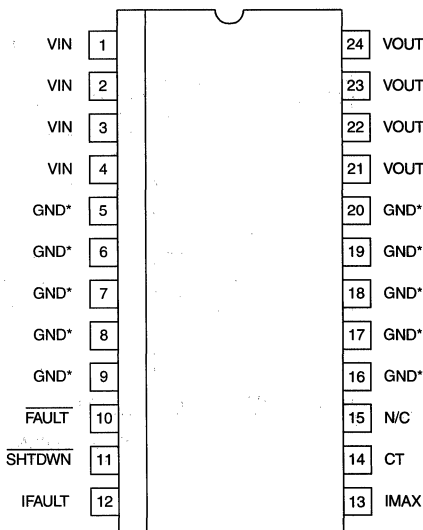 VIN 1 24 VOUT
VIN 2 23 VOUT
VIN 3 22 VOUT
VIN 4 21 VOUT
GND* 5 20 GND*
GND* 6 19 GND*
GND* 7 18 GND*
GND* 8 17 GND*
GND* 9 16 GND*
FAULT 10 15 N/C
SHTDWN 11 14 CT
IFAULT 12 13 IMAX